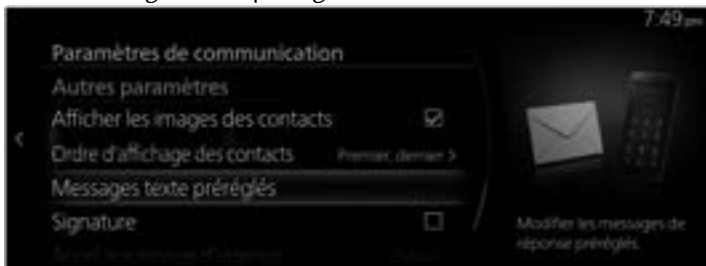 7:49 pm
Paramètres de communication
Autres paramètres
Afficher les images des contacts
Ordre d'affichage des contacts Premier, dernier >
Messages texte préréglés
Signature
Modifier les messages de
réponse préréglés.